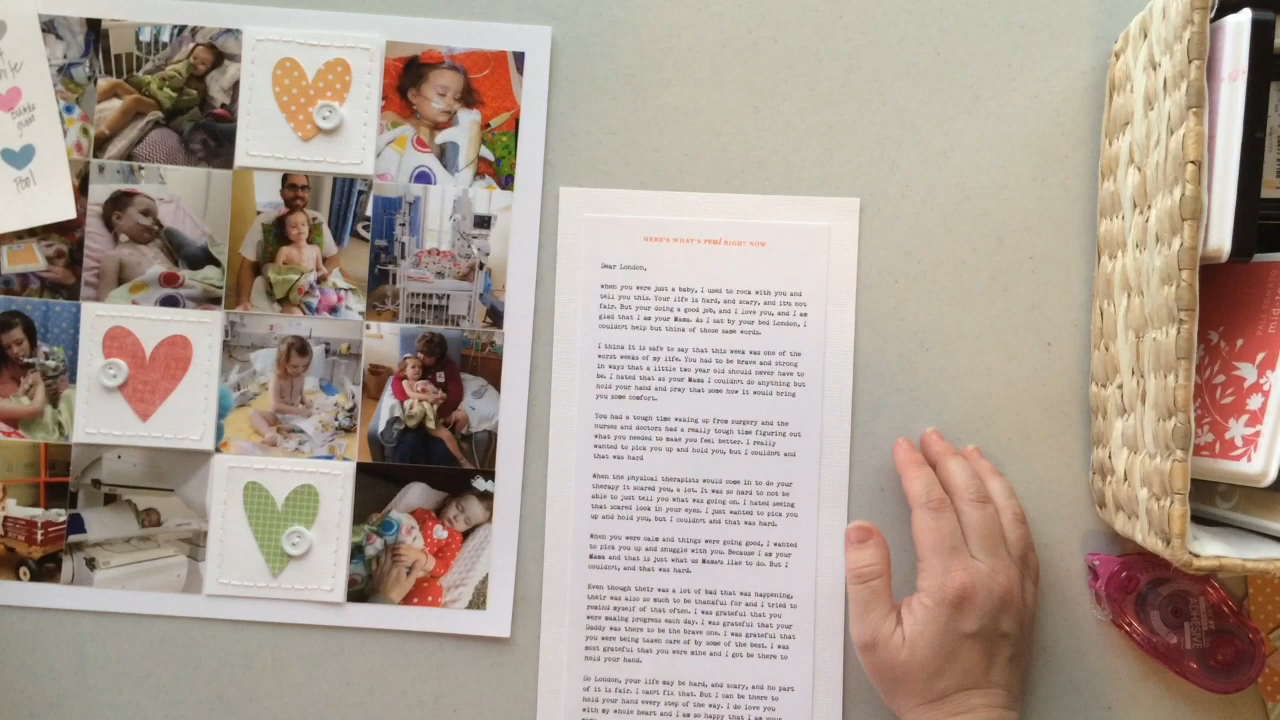 Pool
HERE'S WHAT'S real RIGHT NOW
Dear London,
when you were just a baby, I used to rock with you and
tell you this. Your life is hard, and scary, and it's not
fair. But your doing a good job, and I love you, and I am
glad that I am your Mama. As I sat by your bed London, I
couldn't help but think of those same words.
I think it is safe to say that this week was one of the
worst weeks of my life. You had to be brave and strong
in ways that a little two year old should never have to
be. I hated that as your Mama I couldn't do anything but
hold your hand and pray that some how it would bring
you some comfort.
You had a tough time waking up from surgery and the
nurses and doctors had a really tough time figuring out
what you needed to make you feel better. I really
wanted to pick you up and hold you, but I couldn't and
that was hard
When the physical therapists would come in to do your
therapy it scared you, a lot. It was so hard to not be
able to just tell you what was going on. I hated seeing
that scared look in your eyes. I just wanted to pick you
up and hold you, but I couldn't and that was hard.
When you were calm and things were going good, I wanted
to pick you up and snuggle with you. Because I am your
Mama and that is just what us Mama's like to do. But I
couldn't, and that was hard.
Even though their was a lot of bad that was happening,
their was also so much to be thankful for and I tried to
remind myself of that often. I was grateful that you
were making progress each day. I was grateful that your
Daddy was there to be the brave one. I was grateful that
you were being taken care of by some of the best. I was
most grateful that you were mine and I got be there to
hold your hand.
So London, your life may be hard, and scary, and no part
of it is fair. I can't fix that. But I can be there to
hold your hand every step of the way. I do love you
with my whole heart and I am so happy that I am your
ADHESIVE